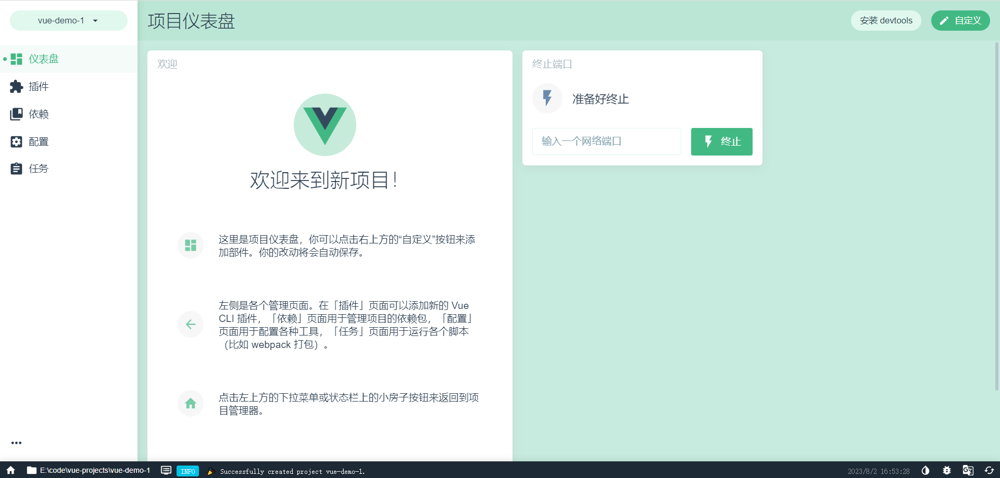 vue-demo-1
项目仪表盘
安装 devtools
自定义
仪表盘
插件
依赖
配置
任务
欢迎
欢迎来到新项目！
这里是项目仪表盘，你可以点击右上方的“自定义”按钮来添
加部件。你的改动将会自动保存。
左侧是各个管理页面。在「插件」页面可以添加新的 Vue
CLI 插件，「依赖」页面用于管理项目的依赖包，「配置」
页面用于配置各种工具，「任务」页面用于运行各个脚本
（比如 webpack 打包）。
点击左上方的下拉菜单或状态栏上的小房子按钮来返回到项
目管理器。
终止端口
准备好终止
输入一个网络端口
终止
E:\code\vue-projects\vue-demo-1
INFO
Successfully created project vue-demo-1.
2023/8/2 16:53:28